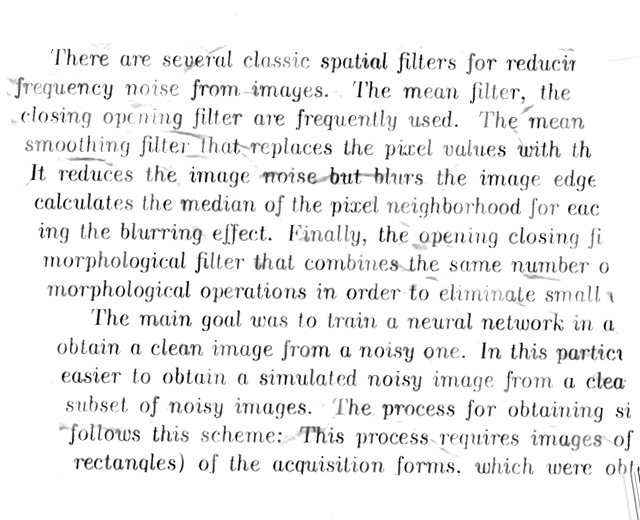 There are several classic spatial filters for
frequency noise from images. The mean filter, the
closing opening filter are frequently used. The mean
smoothing filter that replaces the pixel values with th
It reduces the image noise but blurs the image edge
calculates the median of the pixel neighborhood for eac
ing the blurring effect. Finally, the opening closing fi
morphological filter that combines the same number o
morphological operations in order to eliminate small
The main goal was to train a neural network in a
obtain a clean image from a noisy one. In this
easier to obtain a simulated noisy image from a clea
subset of noisy images. The process for obtaining si
follows this scheme: This process requires images of
rectangles) of the acquisition forms, which were